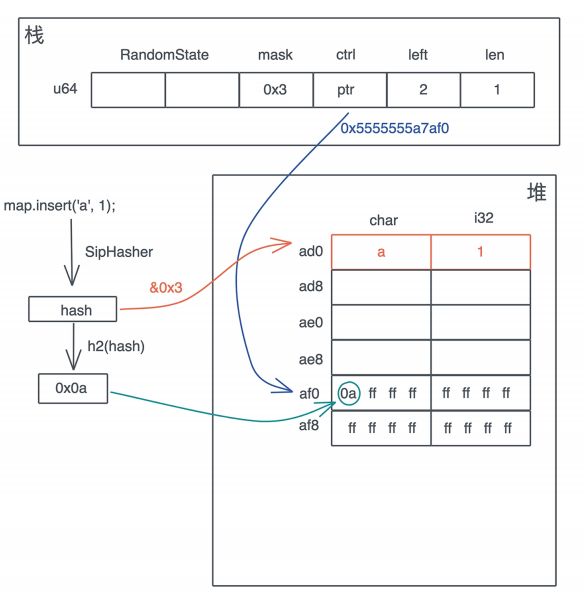 栈
RandomState mask ctrl left len
u64 0x3 ptr 2 1
0x5555555a7af0
堆
map.insert('a', 1);
char i32
SipHasher
ad0 a 1
&0x3
ad8
hash
ae0
h2(hash)
ae8
0x0a
af0 0a ff ff ff ff ff ff ff
af8 ff ff ff ff ff ff ff ff